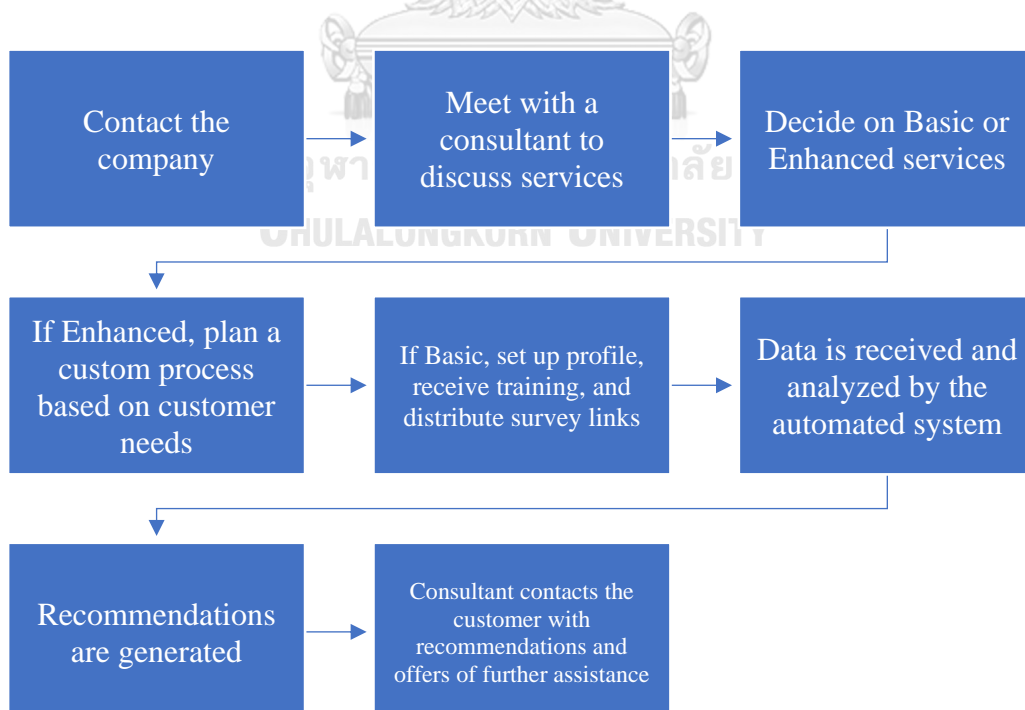 Contact the
company
Meet with a
consultant to
discuss services
Decide on Basic or
Enhanced services
CHULALONGKORN UNIVERSITY
If Enhanced, plan a
custom process
based on customer
needs
If Basic, set up profile,
receive training, and
distribute survey links
Data is received and
analyzed by the
automated system
Recommendations
are generated
Consultant contacts the
customer with
recommendations and
offers of further assistance